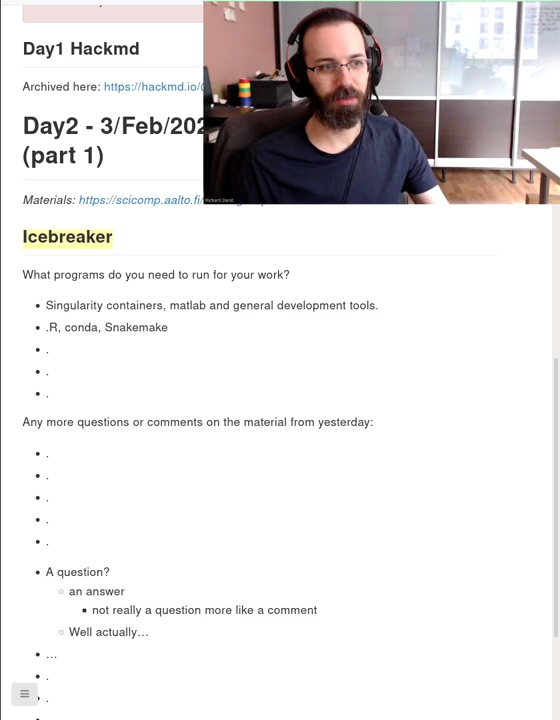 Day1 Hackmd
Archived here: https://hackmd.io/
Day2 - 3/Feb/202
(part 1)
Materials: https://scicomp.aalto.fi/
Richard Darst
Icebreaker
What programs do you need to run for your work?
• Singularity containers, matlab and general development tools.
• .R, conda, Snakemake
• .
• .
• .
Any more questions or comments on the material from yesterday:
• .
• .
• .
• .
• .
• A question?
○ an answer
▪ not really a question more like a comment
○ Well actually…
• …
• .
• .